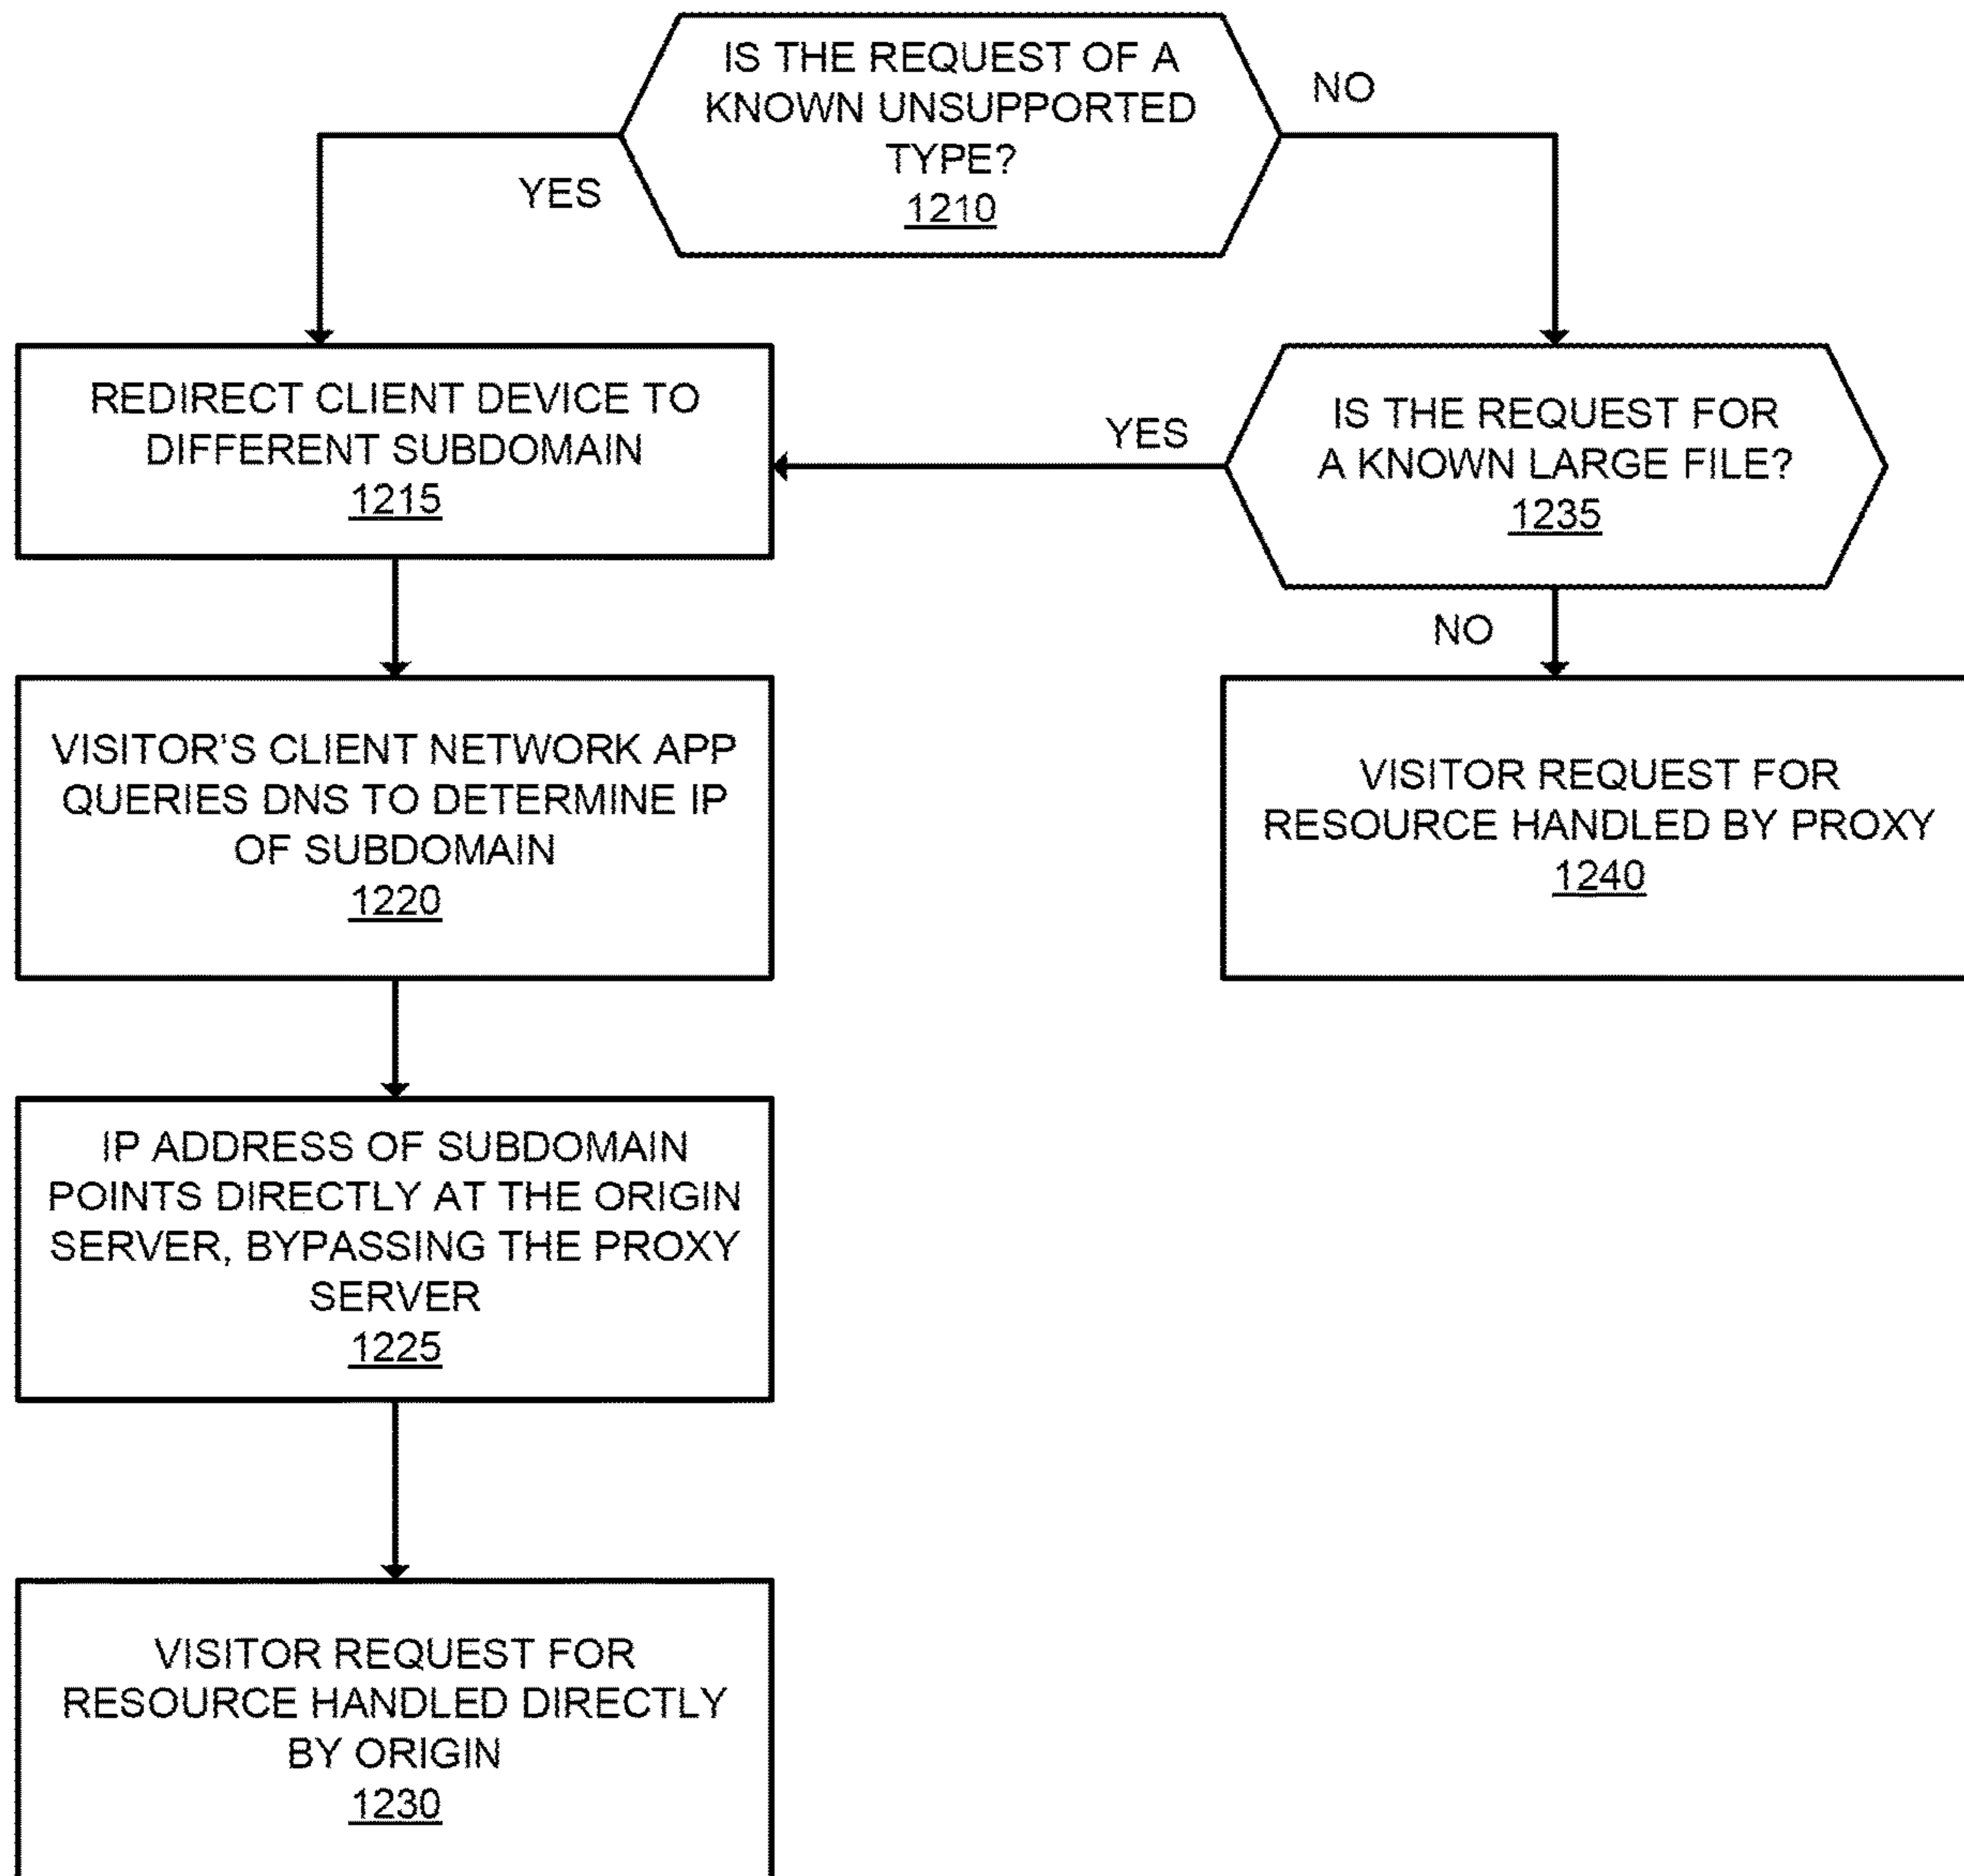 IS THE REQUEST OF A
KNOWN UNSUPPORTED
TYPE?
1210
YES
NO
REDIRECT CLIENT DEVICE TO
DIFFERENT SUBDOMAIN
1215
YES
IS THE REQUEST FOR
A KNOWN LARGE FILE?
1235
NO
VISITOR'S CLIENT NETWORK APP
QUERIES DNS TO DETERMINE IP
OF SUBDOMAIN
1220
VISITOR REQUEST FOR
RESOURCE HANDLED BY PROXY
1240
IP ADDRESS OF SUBDOMAIN
POINTS DIRECTLY AT THE ORIGIN
SERVER, BYPASSING THE PROXY
SERVER
1225
VISITOR REQUEST FOR
RESOURCE HANDLED DIRECTLY
BY ORIGIN
1230